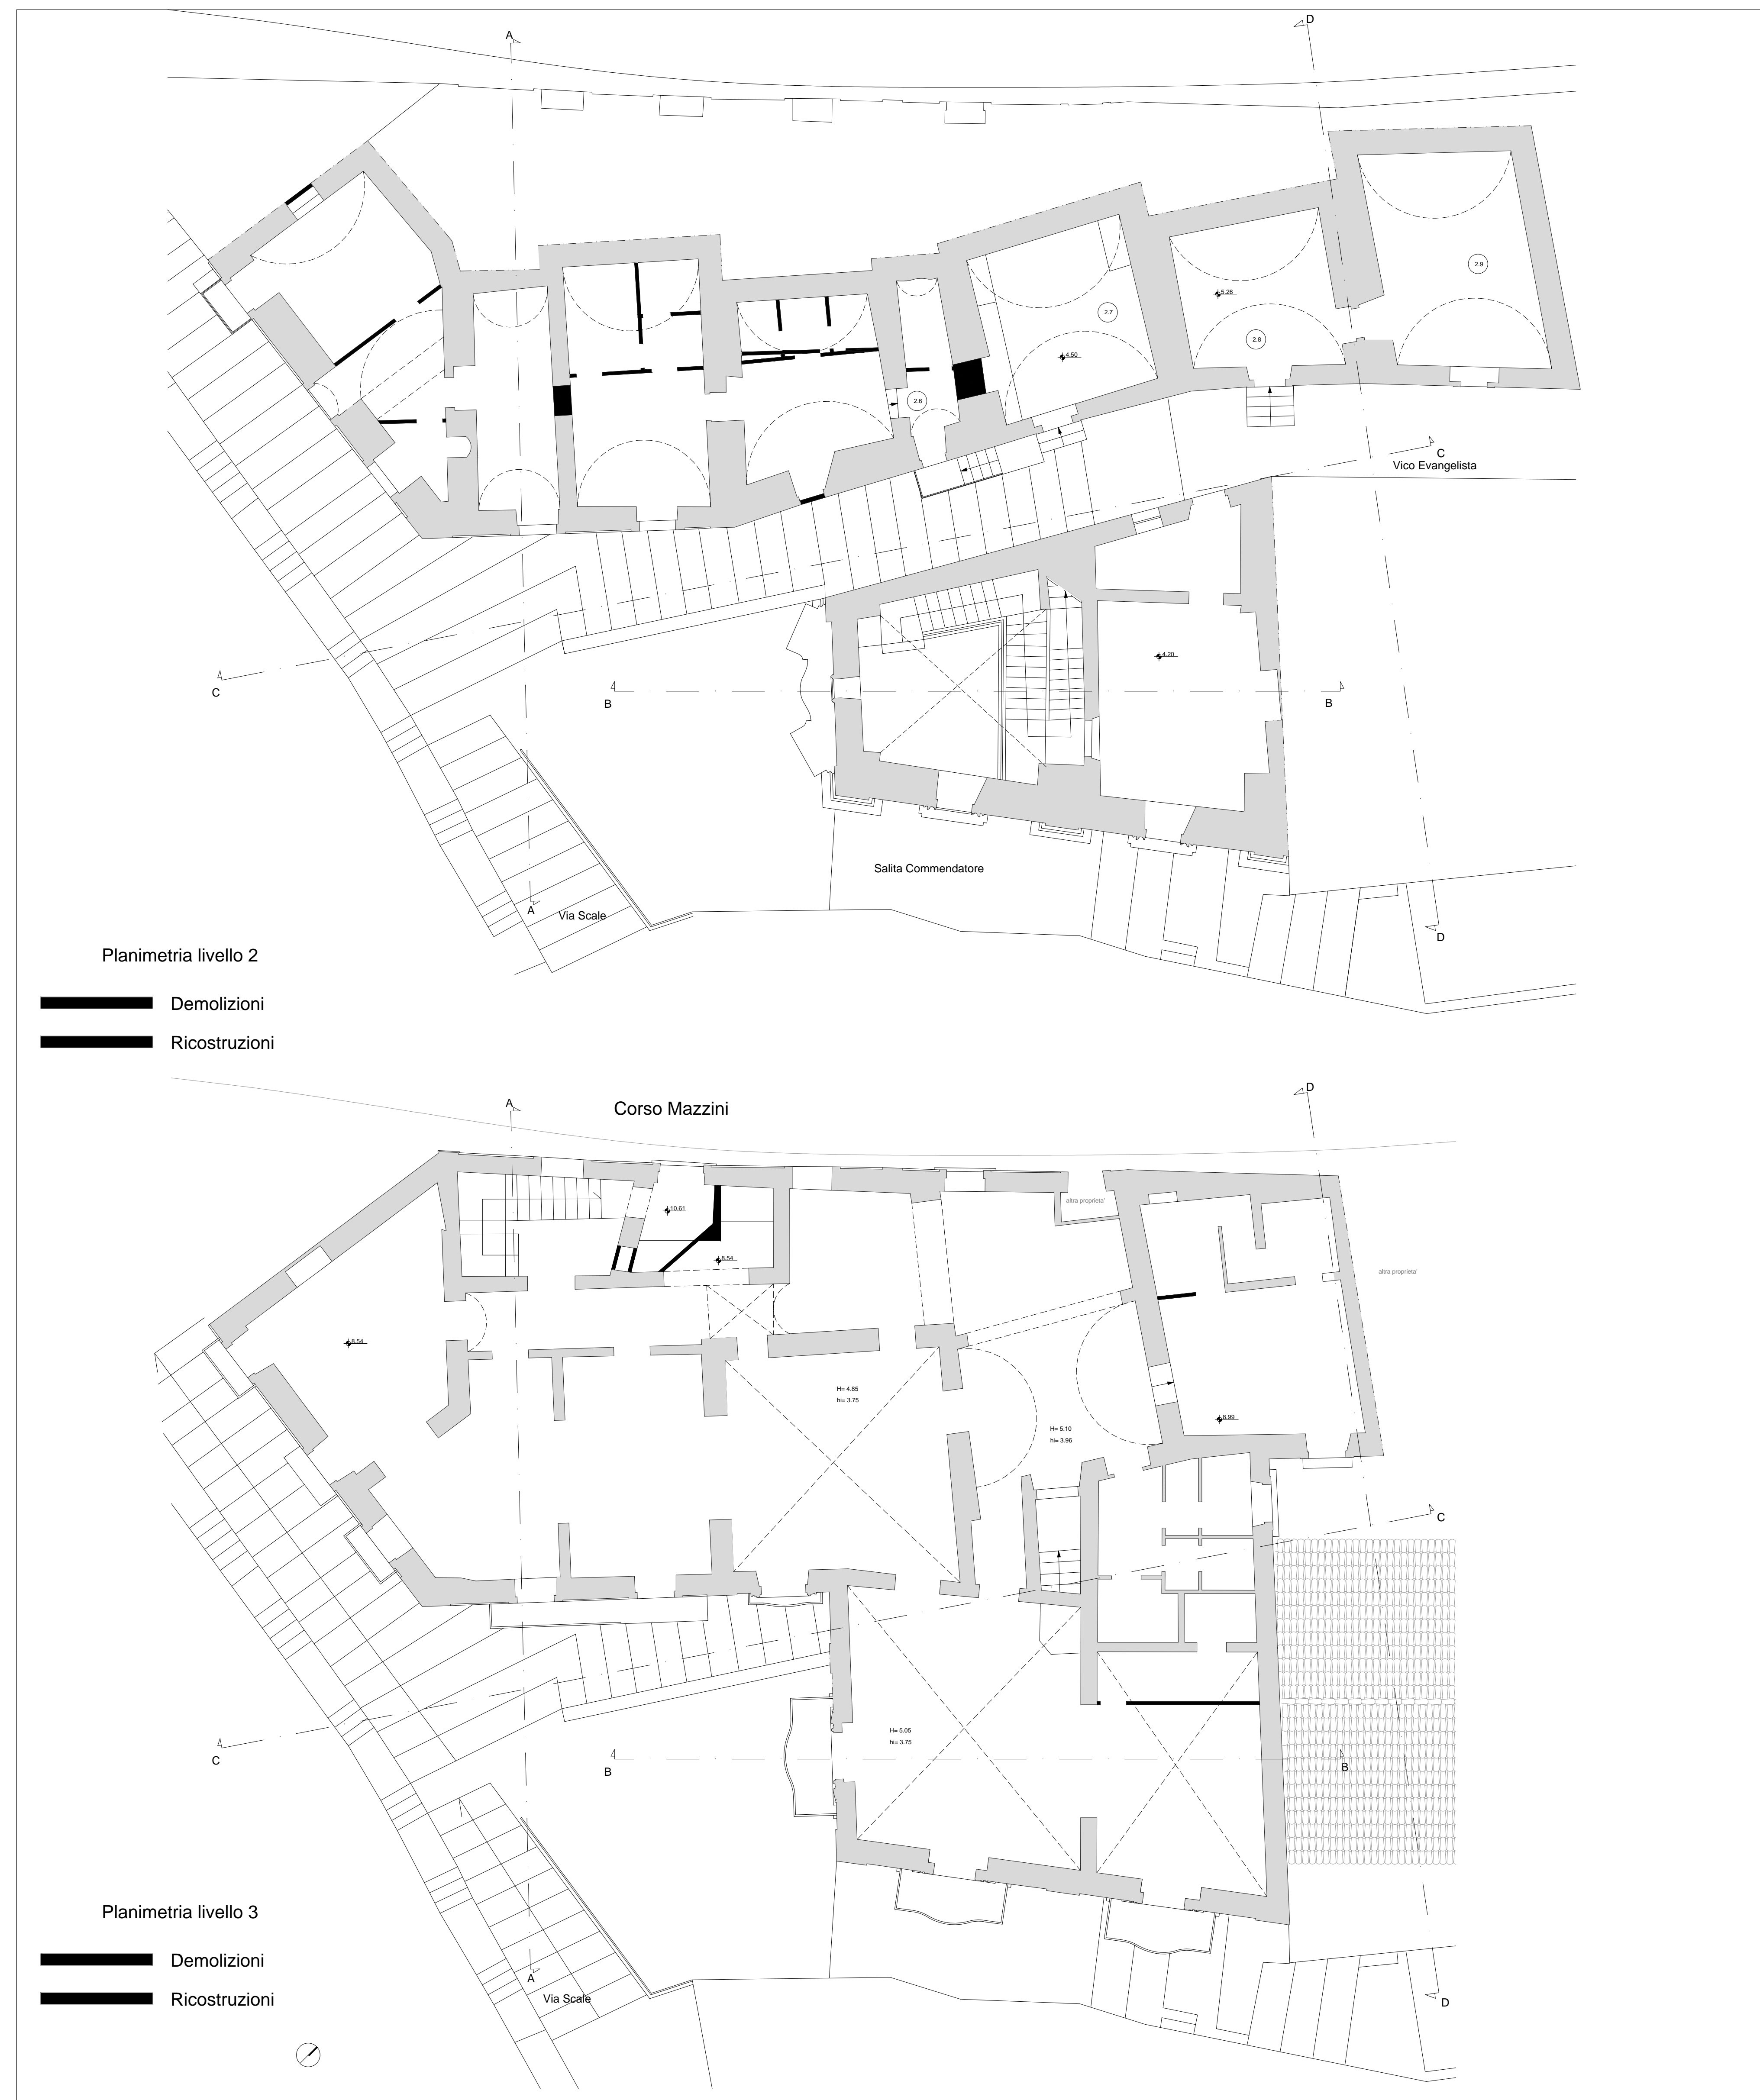 A
D
2.9
5.26
2.7
2.8
4.50
2.6
C
Vico Evangelista
4.20
C
B
B
Salita Commendatore
A
Via Scale
D
Planimetria livello 2
Demolizioni
Ricostruzioni
A
Corso Mazzini
D
altra proprieta'
10.61
8.54
altra proprieta'
8.54
H= 4.85
hi= 3.75
8.99
H= 5.10
hi= 3.96
C
H= 5.05
hi= 3.75
C
B
B
Planimetria livello 3
Demolizioni
A
Via Scale
Ricostruzioni
D